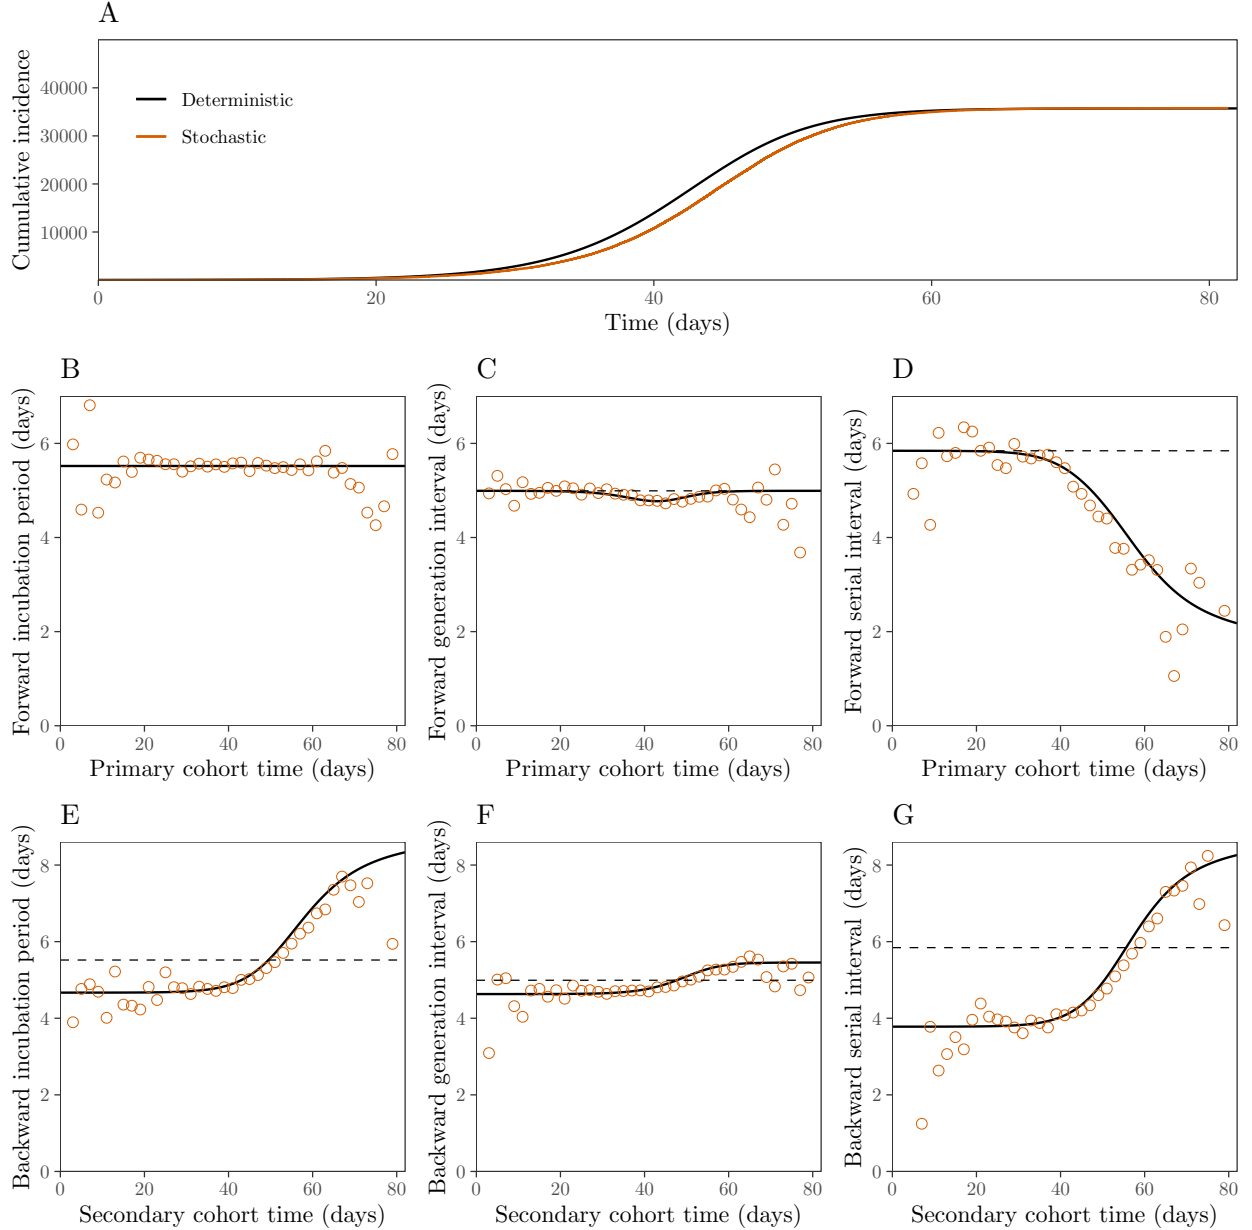 A
Cumulative incidence
40000
30000
20000
10000
Deterministic
Stochastic
0 20 40 60 80
Time (days)
B
Forward incubation period (days)
6
4
2
0
0 20 40 60 80
Primary cohort time (days)
C
Forward generation interval (days)
6
4
2
0
0 20 40 60 80
Primary cohort time (days)
D
Forward serial interval (days)
6
4
2
0
0 20 40 60 80
Primary cohort time (days)
E
Backward incubation period (days)
8
6
4
2
0
0 20 40 60 80
Secondary cohort time (days)
F
Backward generation interval (days)
8
6
4
2
0
0 20 40 60 80
Secondary cohort time (days)
G
Backward serial interval (days)
8
6
4
2
0
0 20 40 60 80
Secondary cohort time (days)